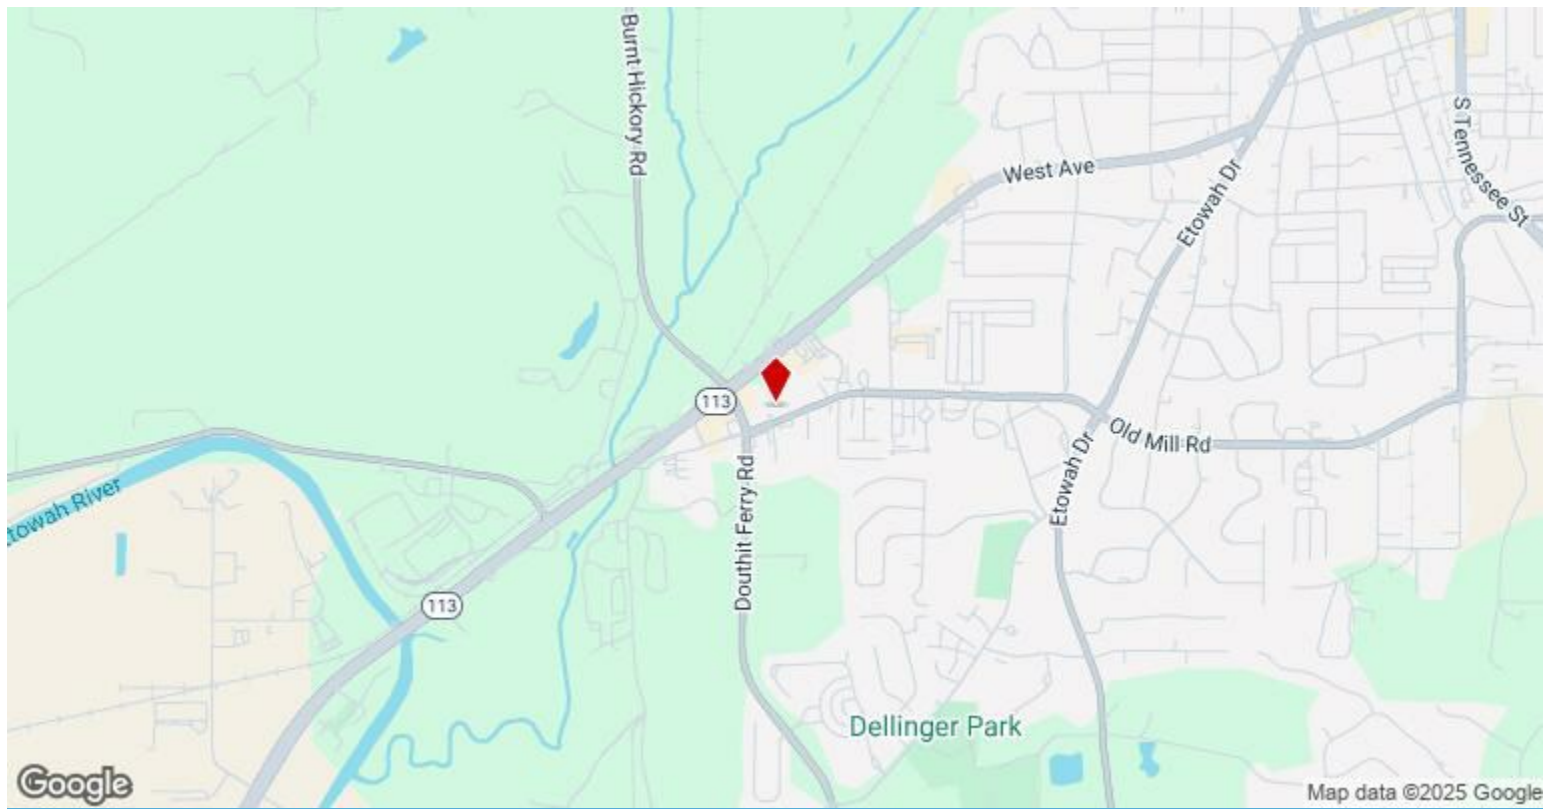 Burnt Hickory Rd
West Ave
S Tennessee St
Etowah Dr
113
Old Mill Rd
Etowah Dr
towah River
Douthit Ferry Rd
113
Dellinger Park
Google
Map data ©2025 Google